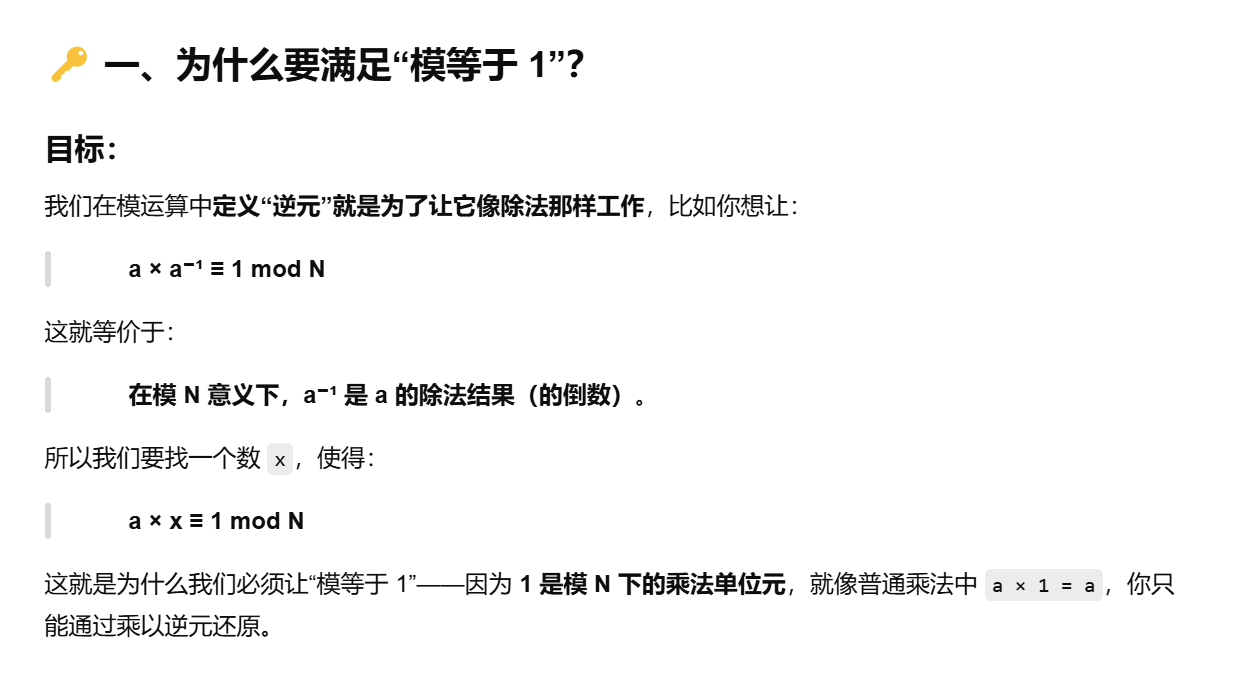 🔑 一、为什么要满足“模等于 1”？
目标：
我们在模运算中定义“逆元”就是为了让它像除法那样工作，比如你想让：
a × a⁻¹ ≡ 1 mod N
这就等价于：
在模 N 意义下，a⁻¹ 是 a 的除法结果（的倒数）。
所以我们要找一个数 x，使得：
a × x ≡ 1 mod N
这就是为什么我们必须让“模等于 1”——因为 1 是模 N 下的乘法单位元，就像普通乘法中 a × 1 = a，你只
能通过乘以逆元还原。